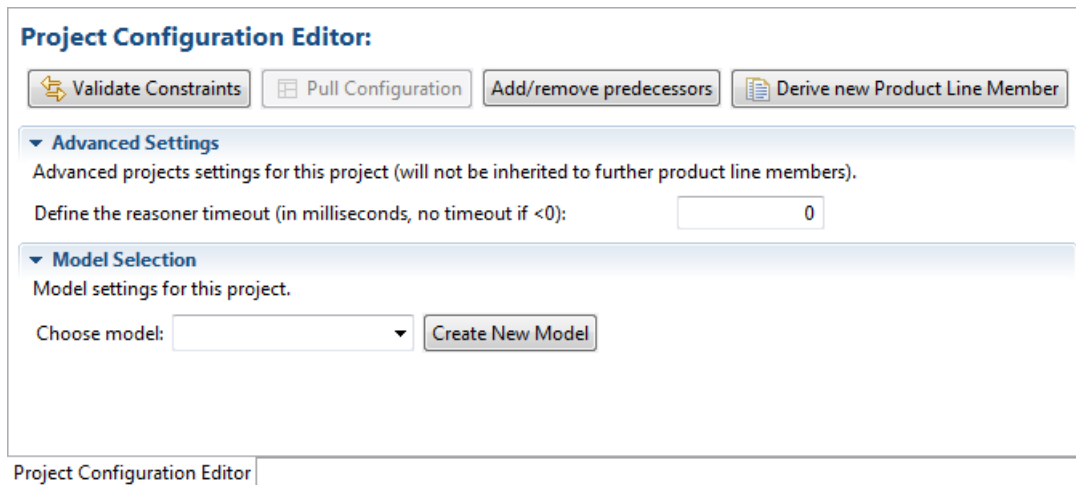 Project Configuration Editor:
Validate Constraints Pull Configuration Add/remove predecessors Derive new Product Line Member
Advanced Settings
Advanced projects settings for this project (will not be inherited to further product line members).
Define the reasoner timeout (in milliseconds, no timeout if <0): 0
Model Selection
Model settings for this project.
Choose model: Create New Model
Project Configuration Editor